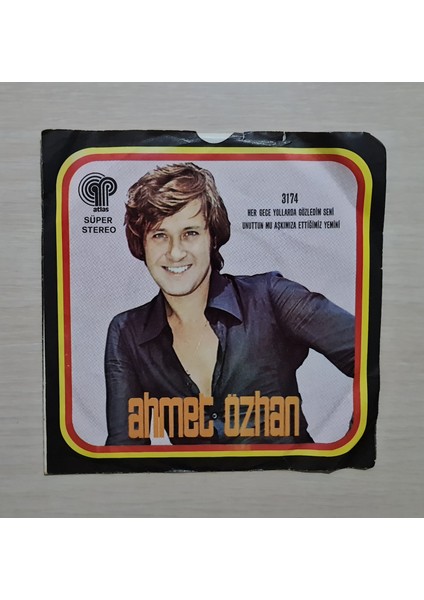 atlas
SÜPER
STEREO
3174
HER GECE YOLLARDA GÖZLEDİM SENİ
UNUTTUN MU AŞKIMIZA ETTİĞİMİZ YEMİNİ
ahmet özhan